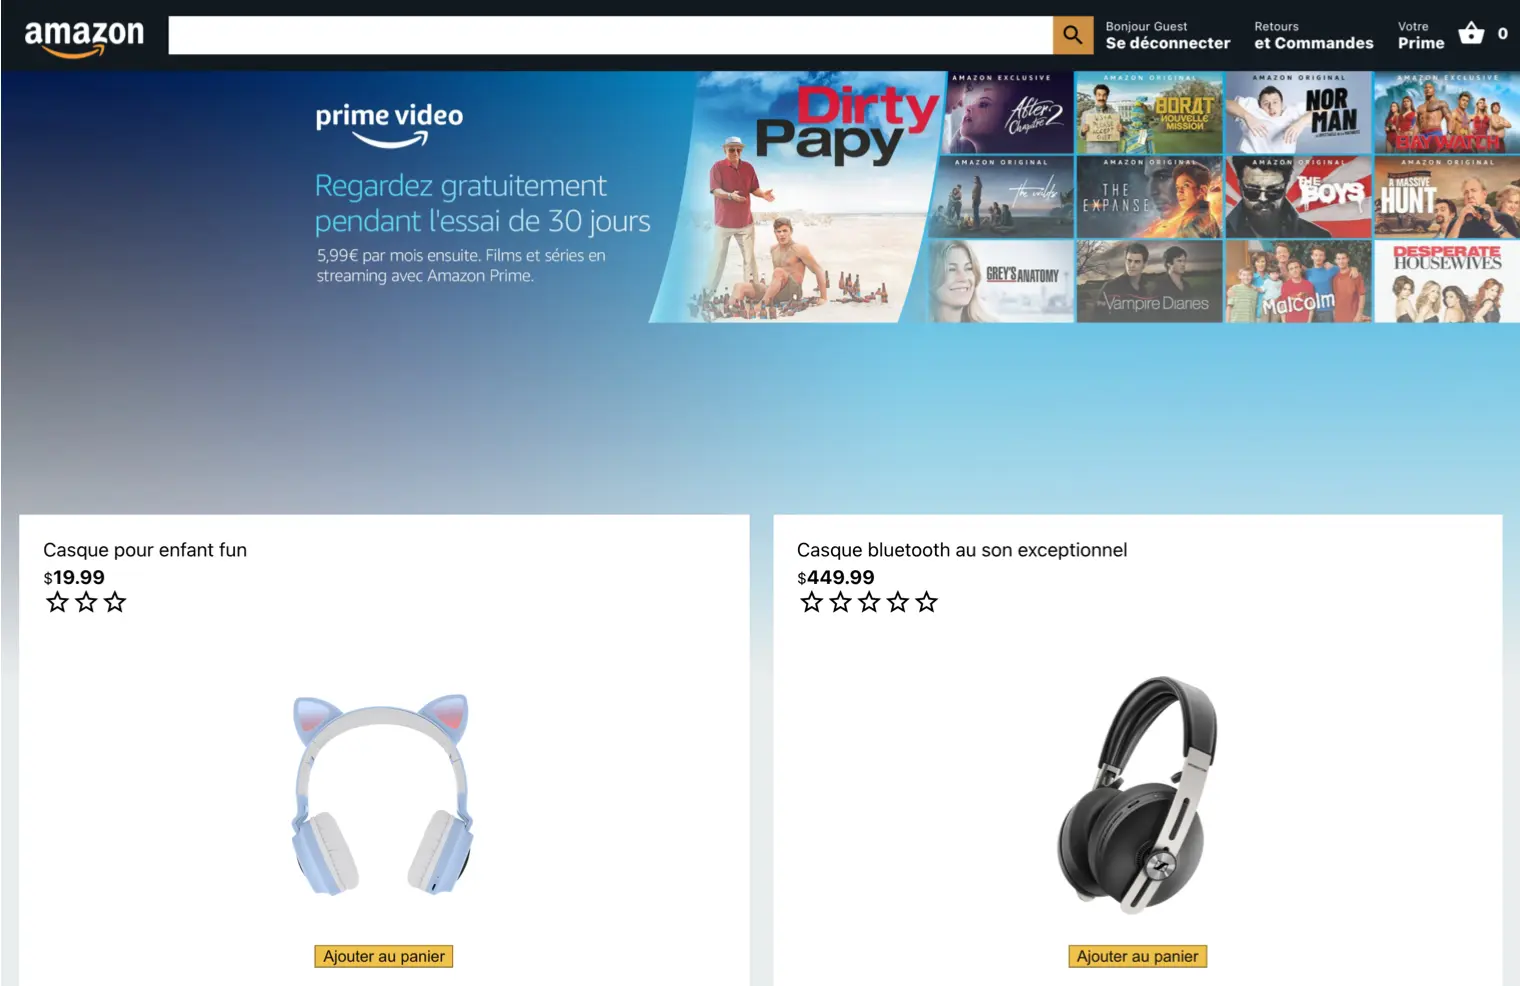 amazon
Bonjour Guest
Se déconnecter
Retours
et Commandes
Votre
Prime
0
prime video
Regardez gratuitement
pendant l'essai de 30 jours
5,99€ par mois ensuite. Films et séries en
streaming avec Amazon Prime.
Dirty
Papy
AMAZON EXCLUSIVE
After
Chapitre 2
AMAZON ORIGINAL
BORAT
NOUVELLE
MISSION
AMAZON ORIGINAL
NOR
MAN
AMAZON EXCLUSIVE
BAYWATCH
AMAZON ORIGINAL
the wilds
AMAZON ORIGINAL
THE
EXPANSE
AMAZON ORIGINAL
THE
BOYS
AMAZON ORIGINAL
A MASSIVE
HUNT
GREY'S ANATOMY
the Vampire Diaries
Malcolm
DESPERATE
HOUSEWIVES
Casque pour enfant fun
$19.99
Casque bluetooth au son exceptionnel
$449.99
Ajouter au panier
Ajouter au panier